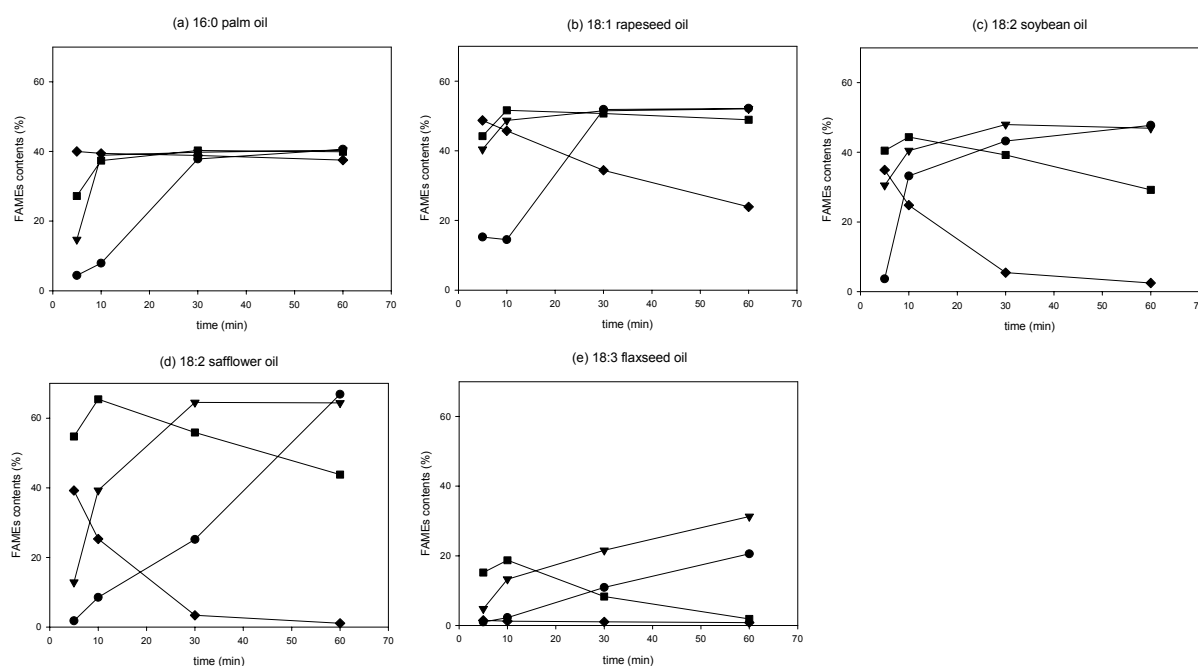 (a) 16:0 palm oil
FAMEs contents (%)
60
40
20
0
0 10 20 30 40 50 60 70
time (min)
(b) 18:1 rapeseed oil
FAMEs contents (%)
60
40
20
0
0 10 20 30 40 50 60 70
time (min)
(c) 18:2 soybean oil
FAMEs contents (%)
60
40
20
0
0 10 20 30 40 50 60 70
time (min)
(d) 18:2 safflower oil
FAMEs contents (%)
60
40
20
0
0 10 20 30 40 50 60 70
time (min)
(e) 18:3 flaxseed oil
FAMEs contents (%)
60
40
20
0
0 10 20 30 40 50 60 70
time (min)